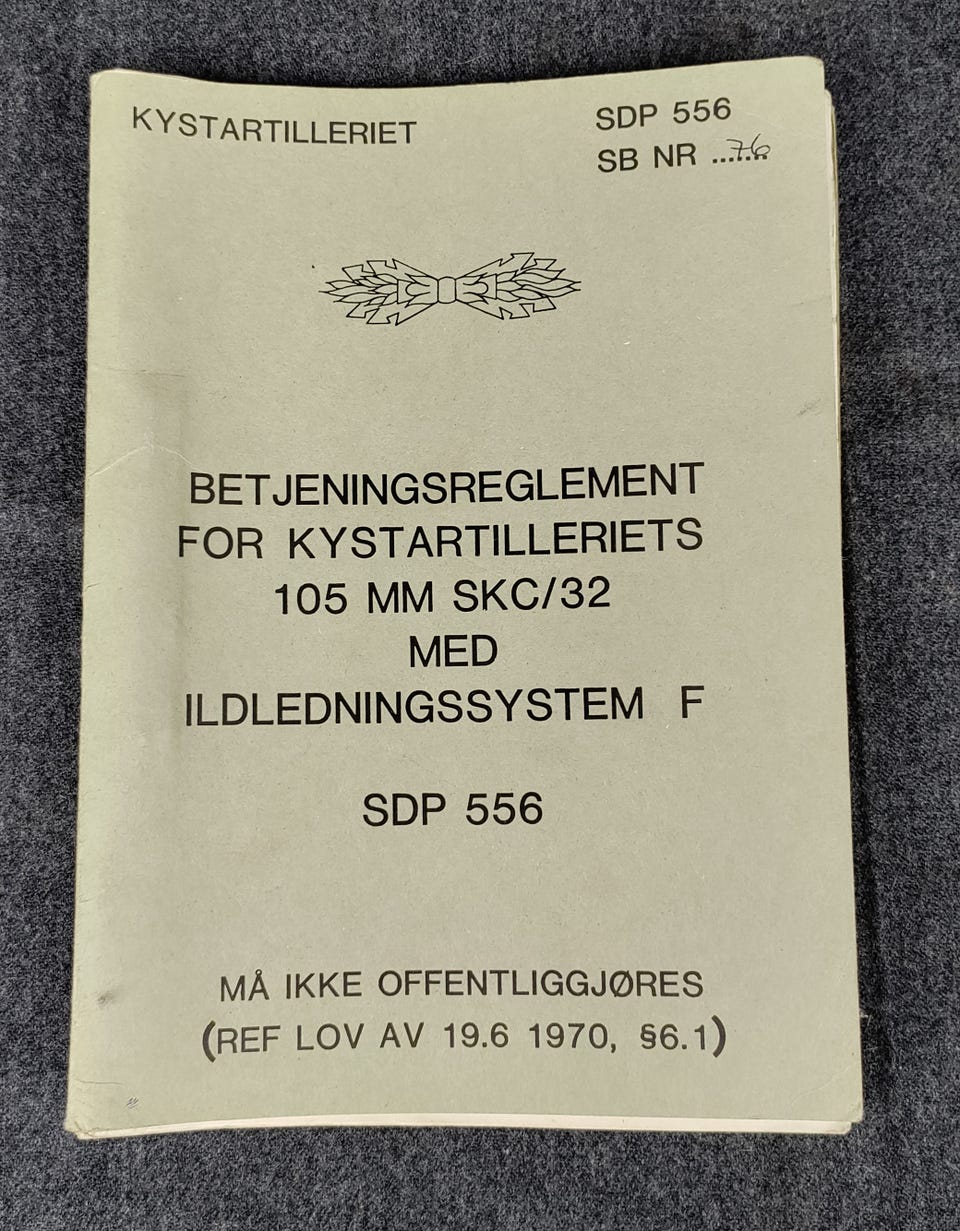 KYSTARTILLERIET
SDP 556
SB NR ....... 76
BETJENINGSREGLEMENT
FOR KYSTARTILLERIETS
105 MM SKC/32
MED
ILDLEDNINGSSYSTEM F
SDP 556
MÅ IKKE OFFENTLIGGJØRES
(REF LOV AV 19.6 1970, §6.1)